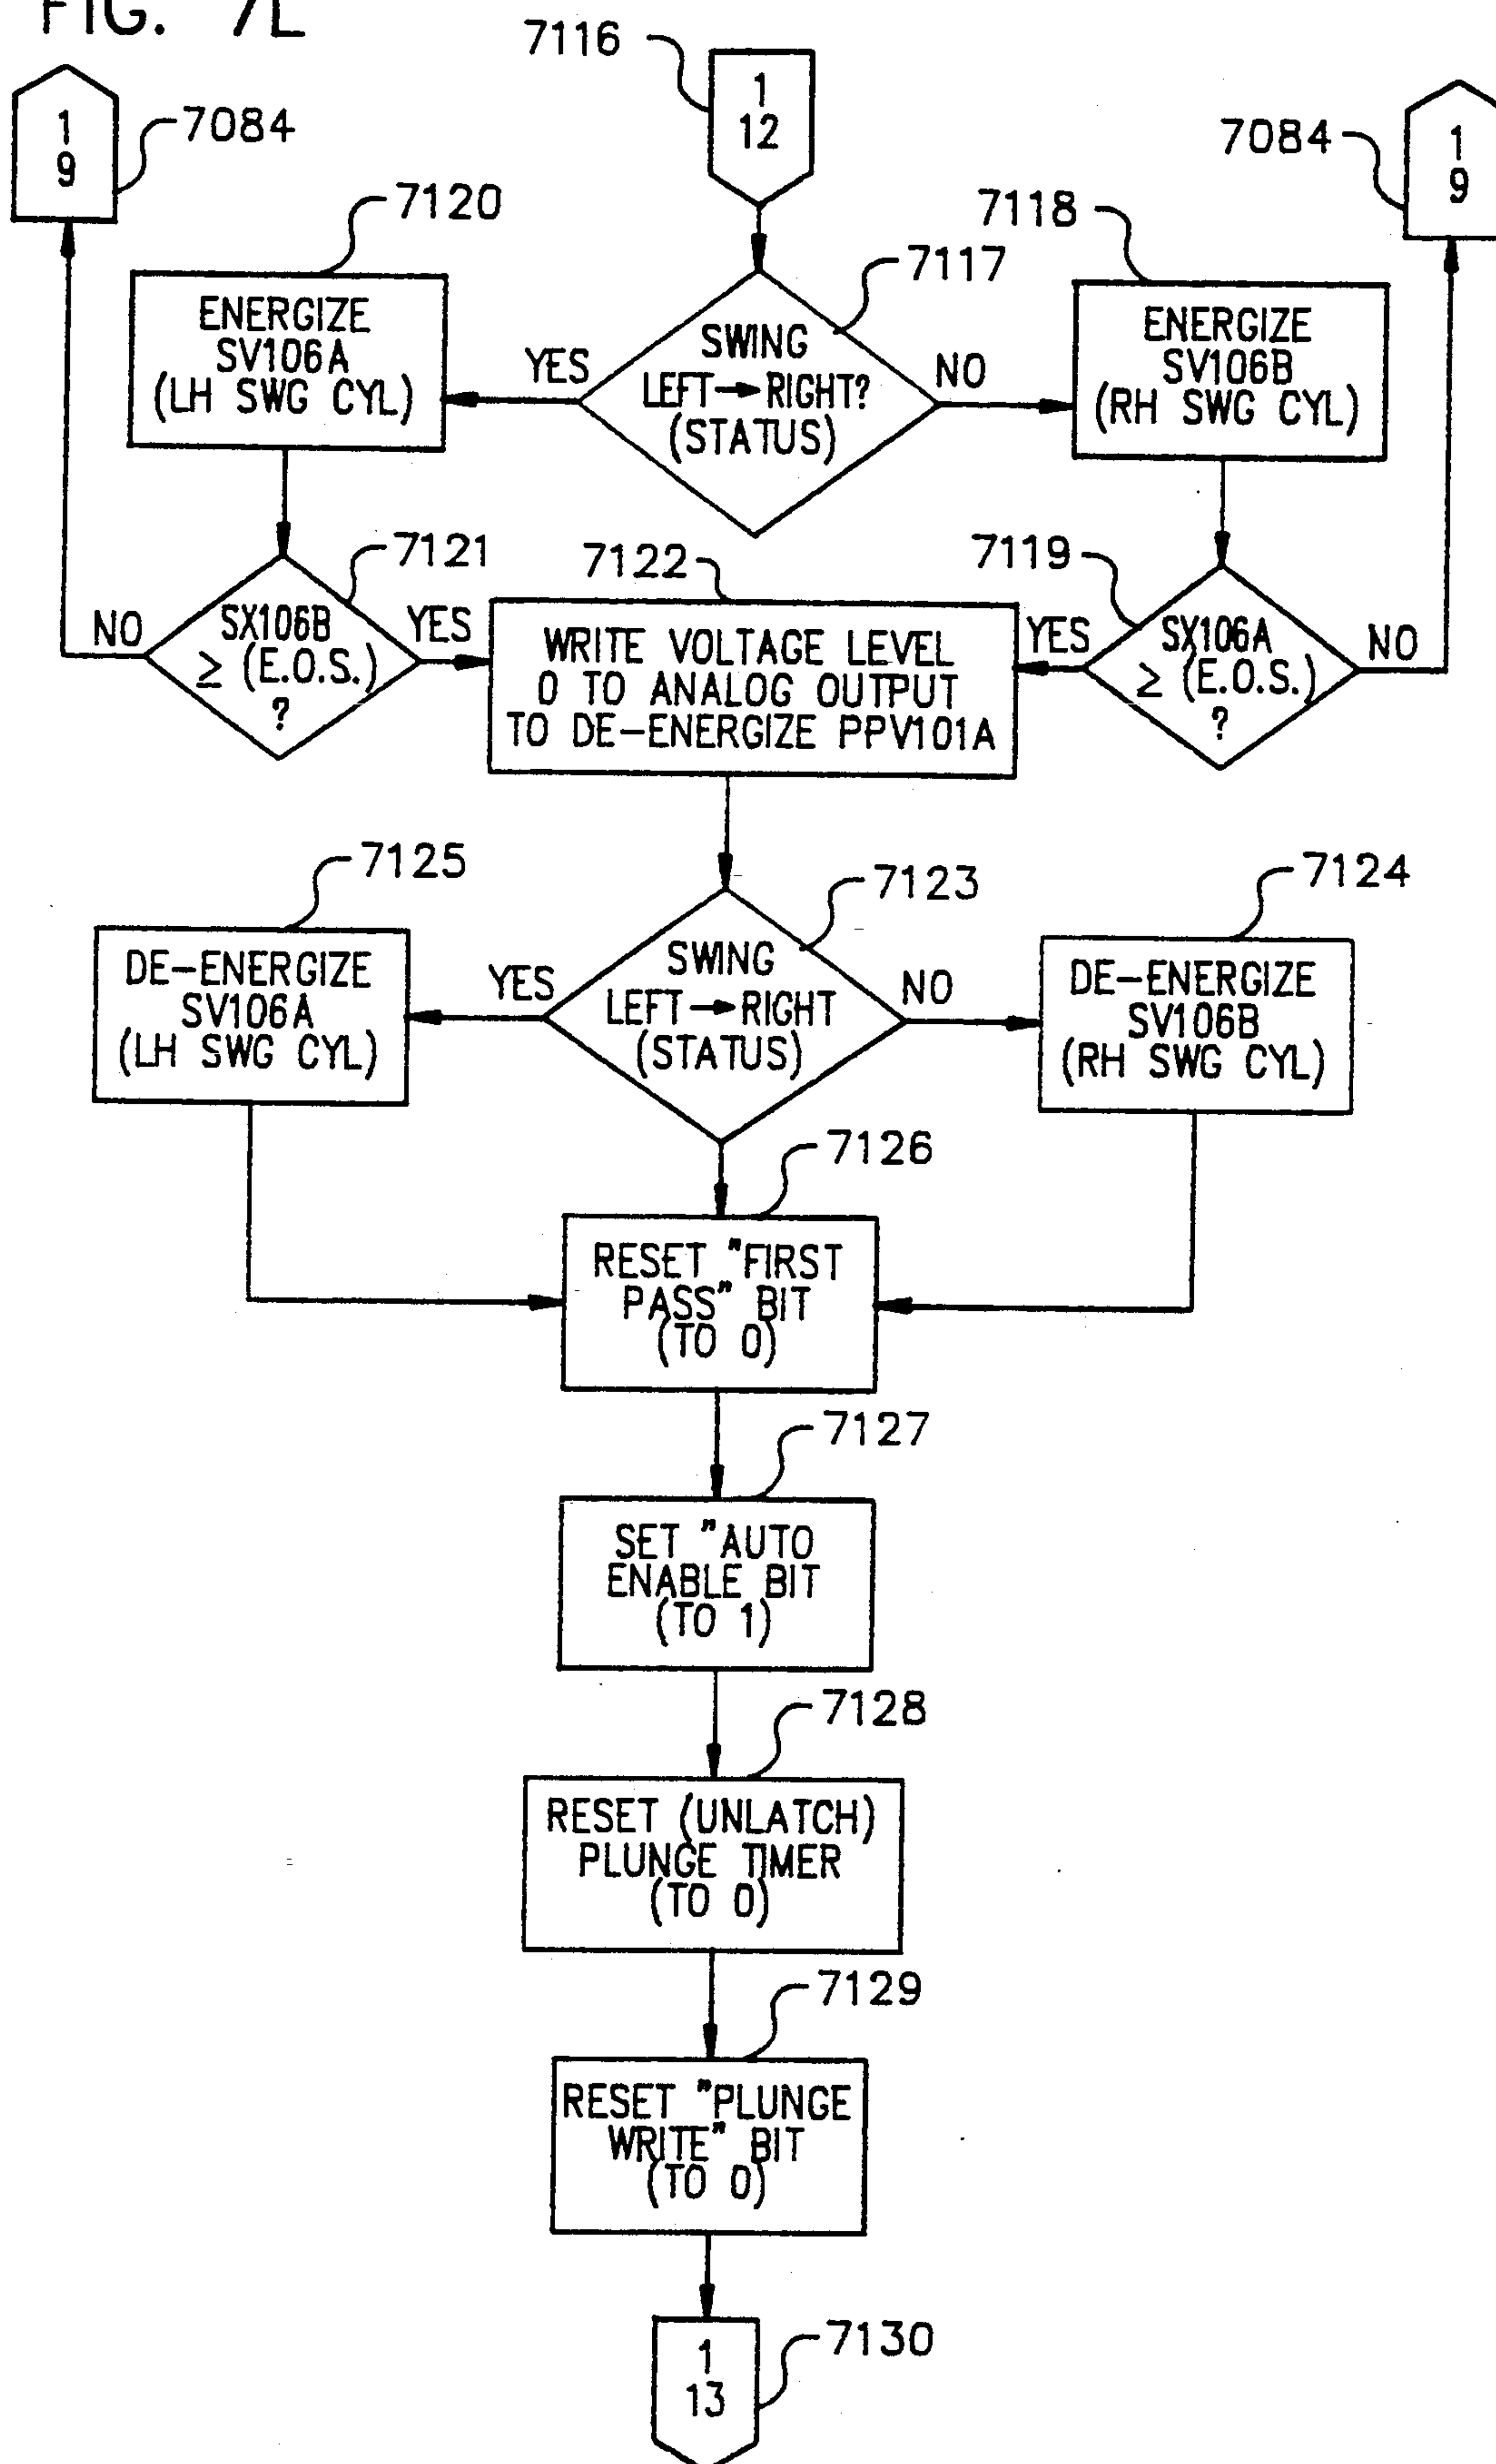 FIG. 7L
7116
1
12
1
9
7084
7084
1
9
7120
7118
7117
ENERGIZE
SV106A
(LH SWG CYL)
YES
SWING
LEFT→RIGHT?
(STATUS)
NO
ENERGIZE
SV106B
(RH SWG CYL)
7121
7122
7119
NO
SX106B
≥ (E.O.S.)
?
YES
WRITE VOLTAGE LEVEL
0 TO ANALOG OUTPUT
TO DE-ENERGIZE PPV101A
YES
SX106A
≥ (E.O.S.)
?
NO
7125
7123
7124
DE-ENERGIZE
SV106A
(LH SWG CYL)
YES
SWING
LEFT→RIGHT
(STATUS)
NO
DE-ENERGIZE
SV106B
(RH SWG CYL)
7126
RESET "FIRST
PASS" BIT
(TO 0)
7127
SET "AUTO
ENABLE BIT
(TO 1)
7128
RESET (UNLATCH)
PLUNGE TIMER
(TO 0)
7129
RESET "PLUNGE
WRITE" BIT
(TO 0)
7130
1
13